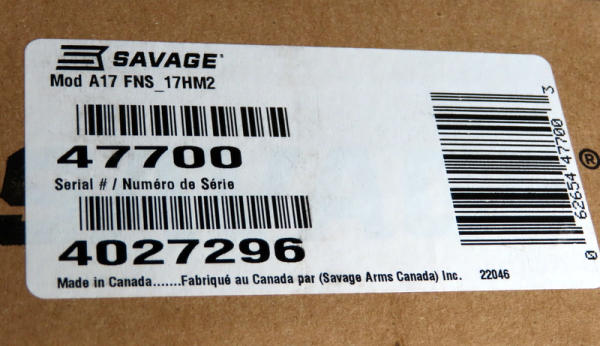 SAVAGE®
Mod A17 FNS_17HM2
47700
Serial # / Numéro de Série
4027296
Made in Canada.......Fabriqué au Canada par (Savage Arms Canada) Inc. 22046
0 62654 47700 3
®